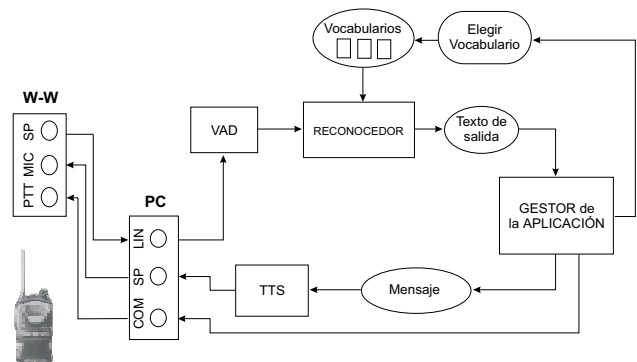 Vocabularios
Elegir
Vocabulario
W-W
SP
MIC
PTT
VAD
RECONOCEDOR
Texto de
salida
PC
LIN
SP
COM
GESTOR de
la APLICACIÓN
TTS
Mensaje